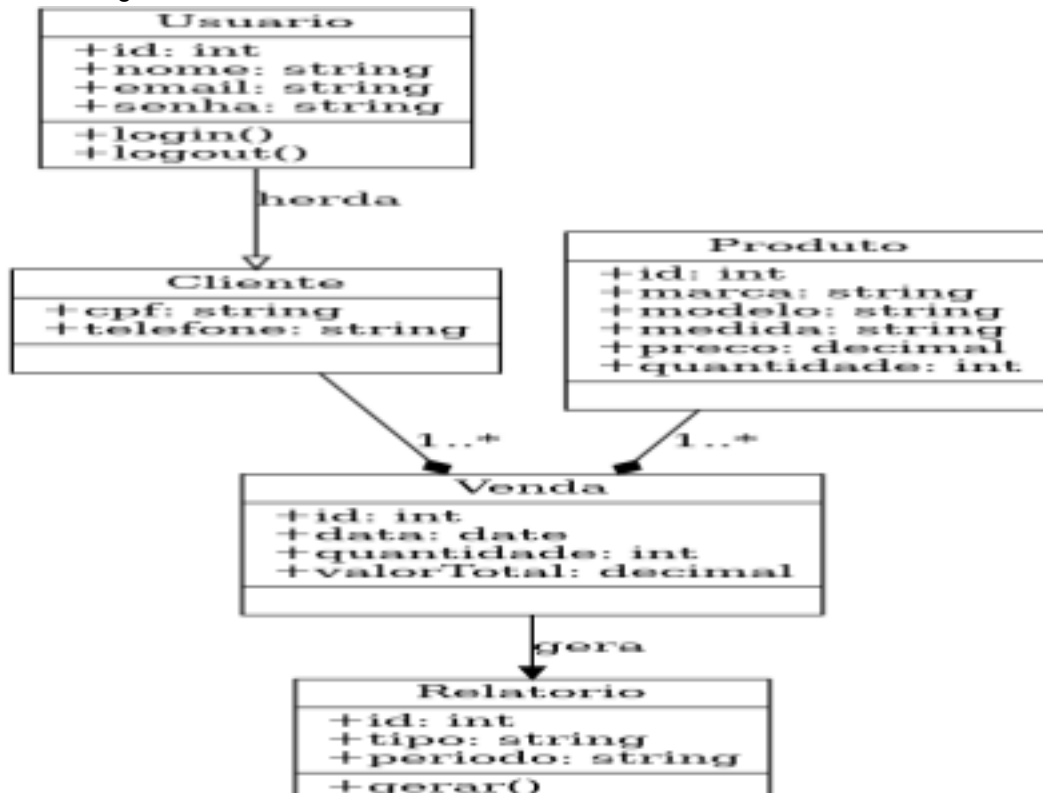 Usuario
+id: int
+nome: string
+email: string
+senha: string
+login()
+logout()
herda
Cliente
+cpf: string
+telefone: string
Produto
+id: int
+marca: string
+modelo: string
+medida: string
+preco: decimal
+quantidade: int
1..*
1..*
Venda
+id: int
+data: date
+quantidade: int
+valorTotal: decimal
gera
Relatorio
+id: int
+tipo: string
+periodo: string
+gerar()